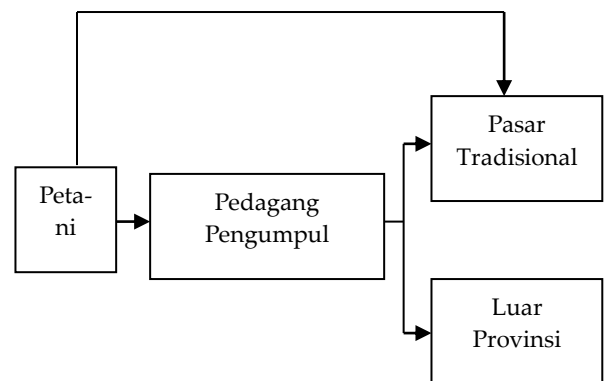 Peta-
ni
Pedagang
Pengumpul
Pasar
Tradisional
Luar
Provinsi